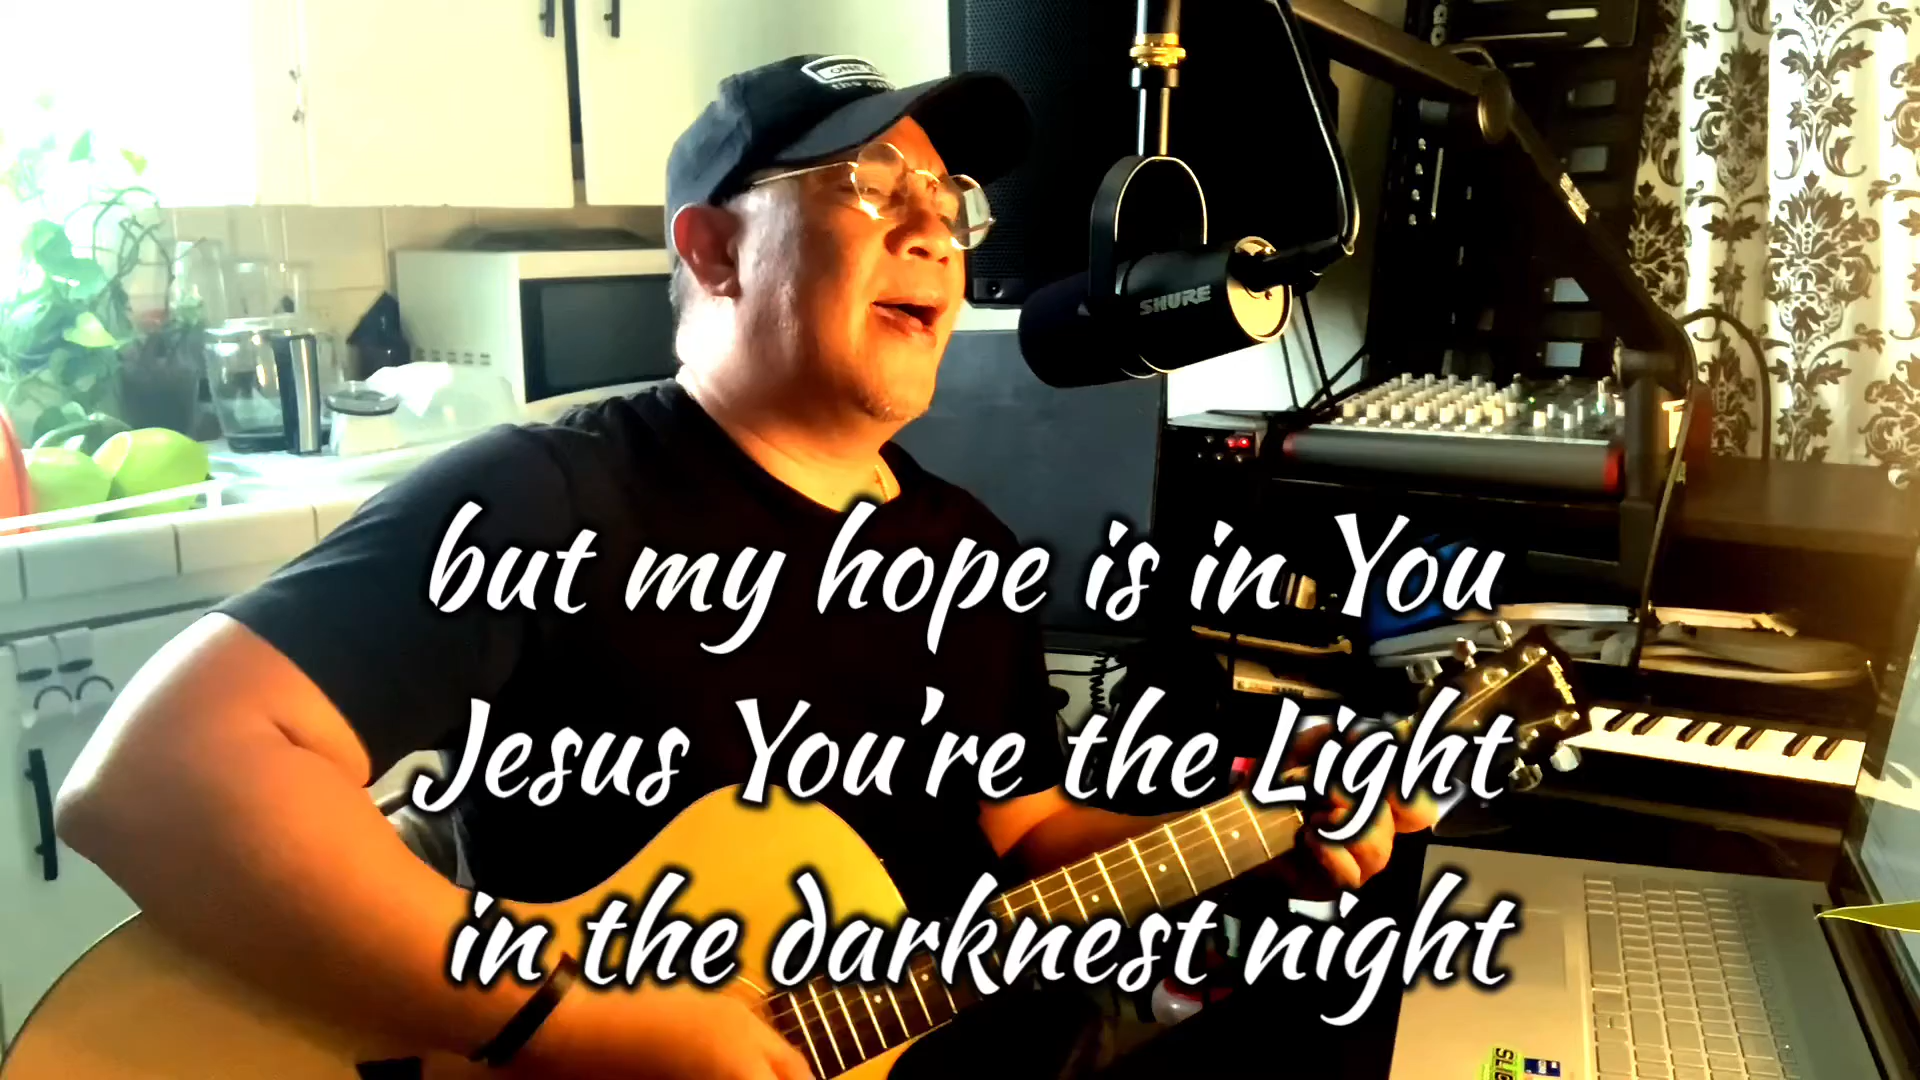 SHURE
but my hope is in You
Jesus You're the Light
in the darknest night